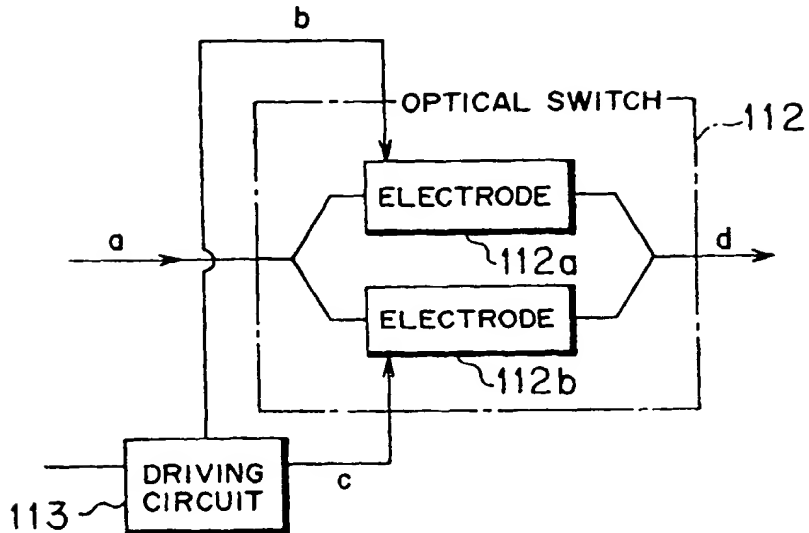 b
OPTICAL SWITCH
112
ELECTRODE
a
112a
d
ELECTRODE
112b
DRIVING
CIRCUIT
c
113